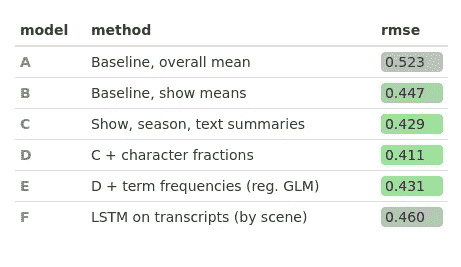 model method rmse
A Baseline, overall mean 0.523
B Baseline, show means 0.447
C Show, season, text summaries 0.429
D C + character fractions 0.411
E D + term frequencies (reg. GLM) 0.431
F LSTM on transcripts (by scene) 0.460